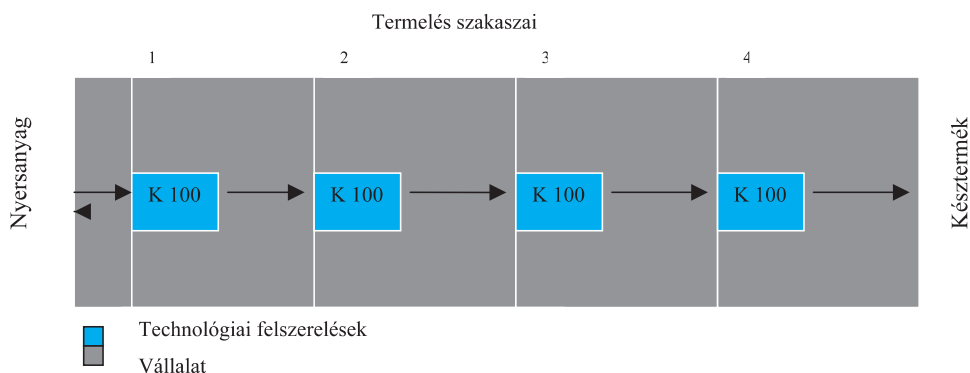 Termelés szakaszai
1 2 3 4
Nyersanyag
K 100 K 100 K 100 K 100
Késztermék
Technológiai felszerelések
Vállalat